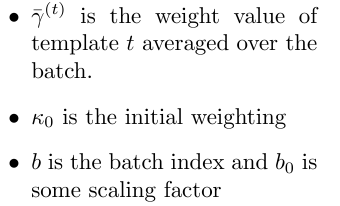 • γ̄⁽ᵗ⁾ is the weight value of
template t averaged over the
batch.
• κ₀ is the initial weighting
• b is the batch index and b₀ is
some scaling factor